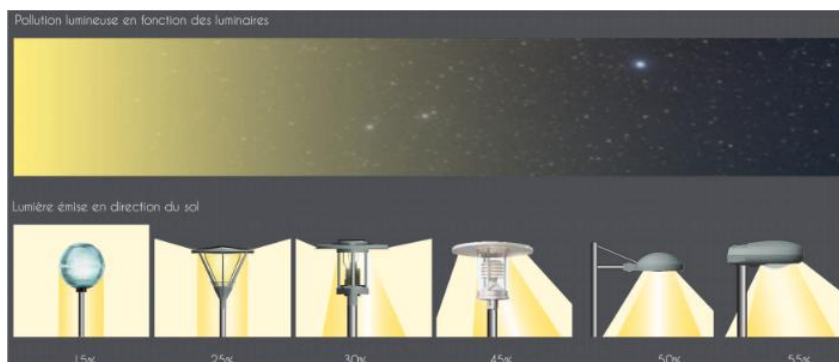 Pollution lumineuse en fonction des luminaires
Lumière émise en direction du sol
15% 25% 30% 45% 50% 55%